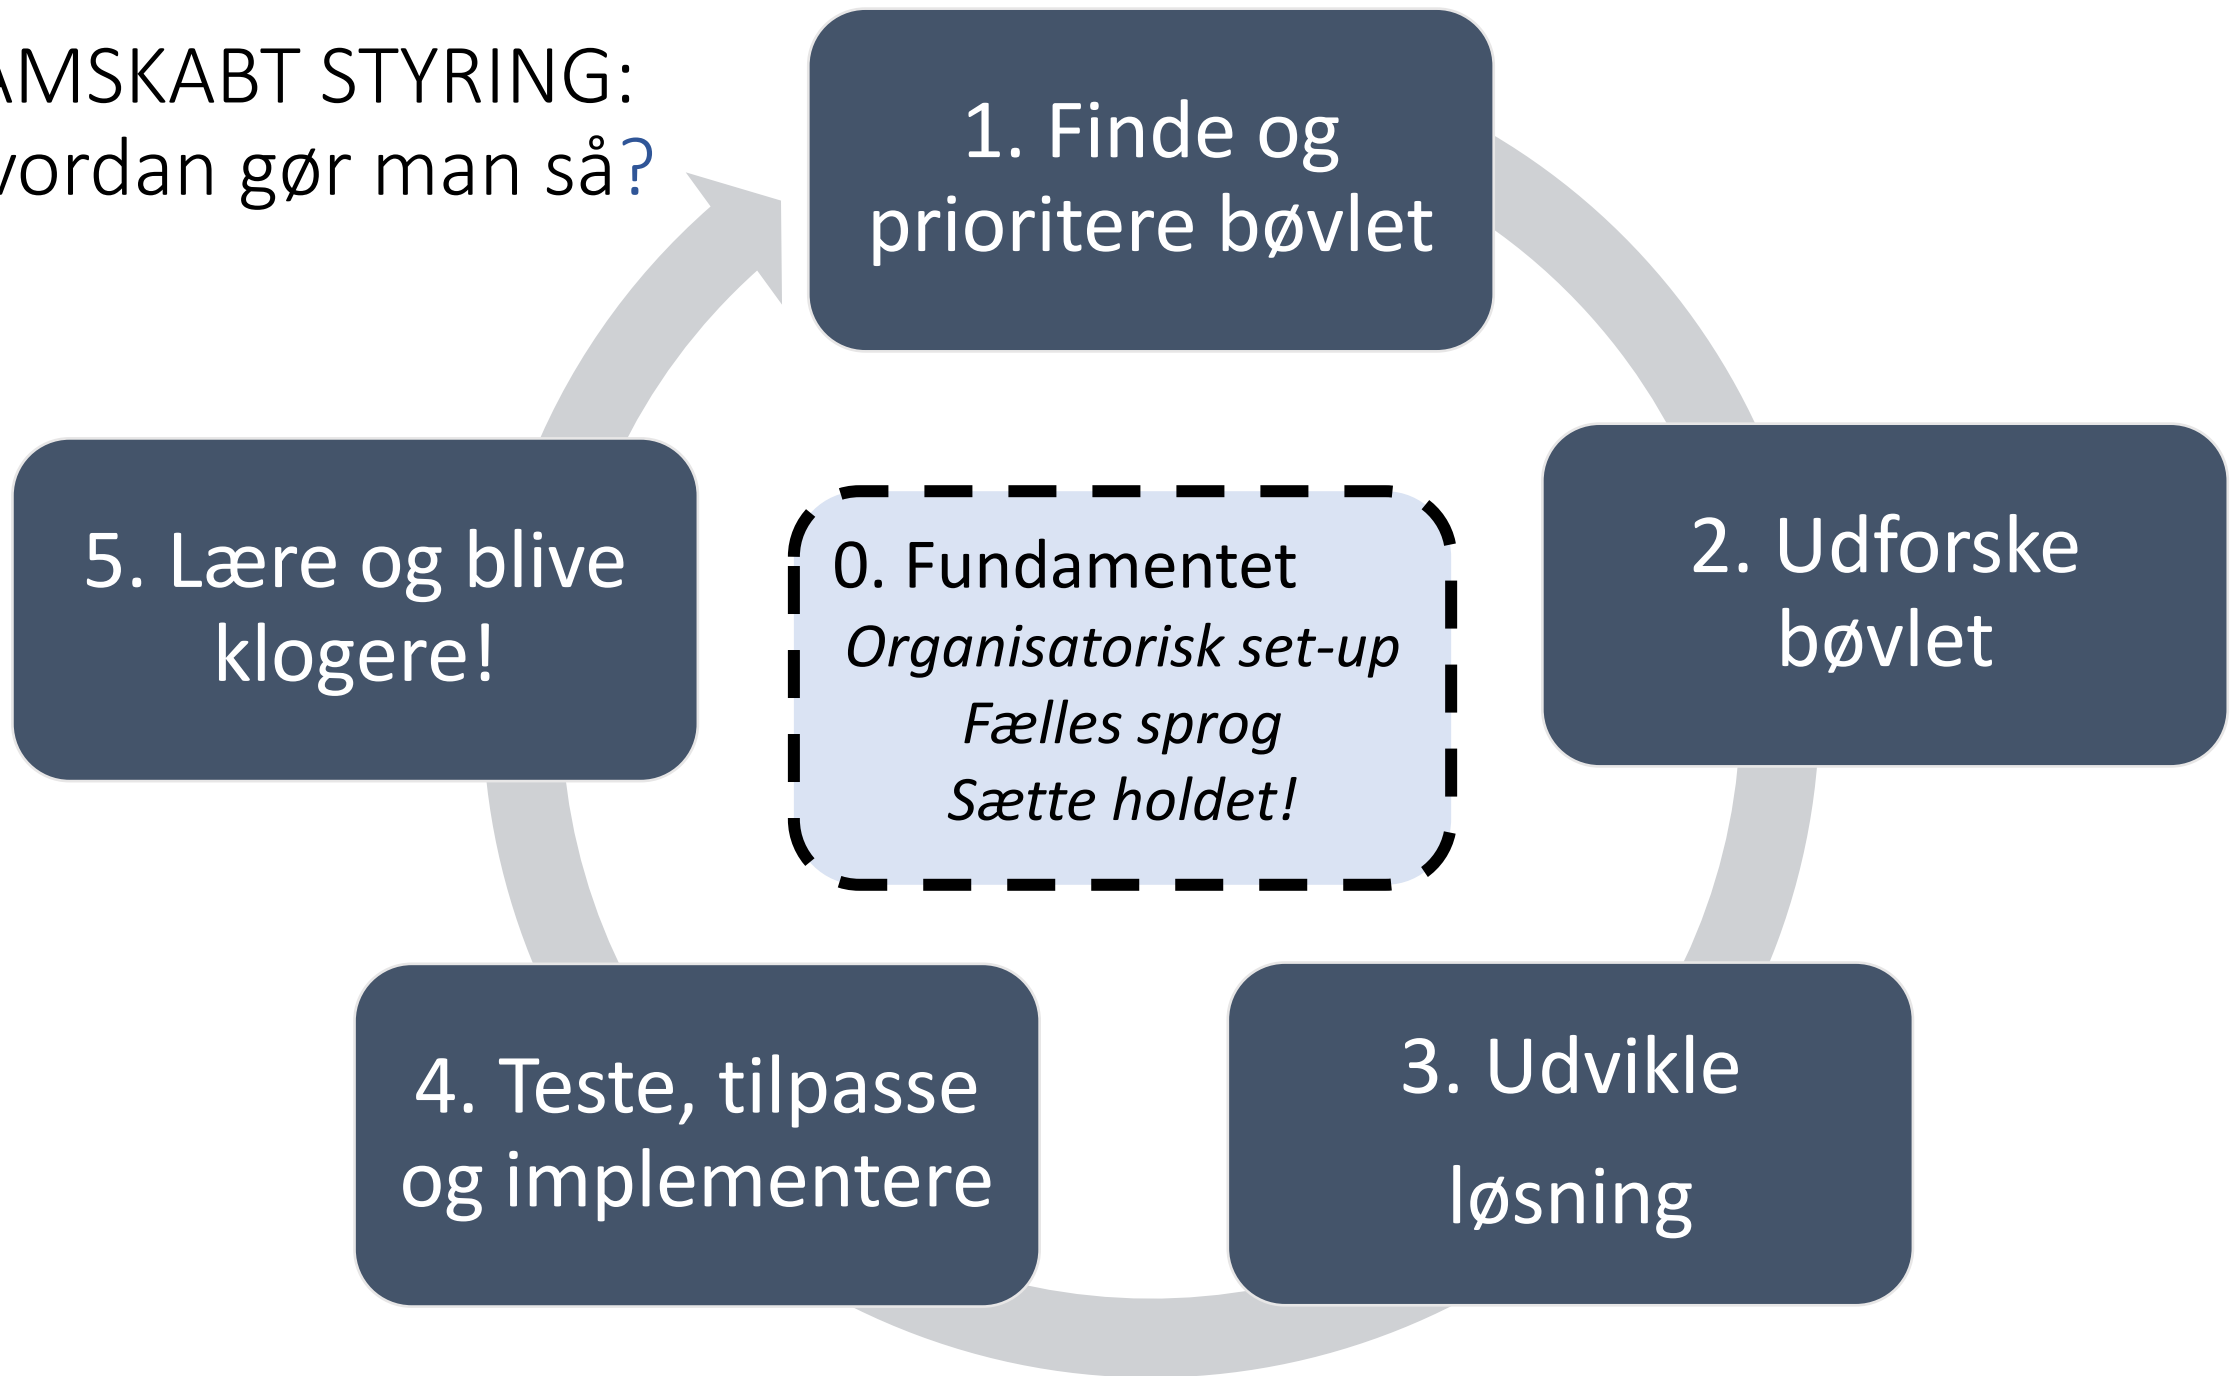 AMSKABT STYRING:
vordan gør man så?
1. Finde og
prioritere bøvlet
2. Udforske
bøvlet
3. Udvikle
løsning
4. Teste, tilpasse
og implementere
5. Lære og blive
klogere!
0. Fundamentet
Organisatorisk set-up
Fælles sprog
Sætte holdet!